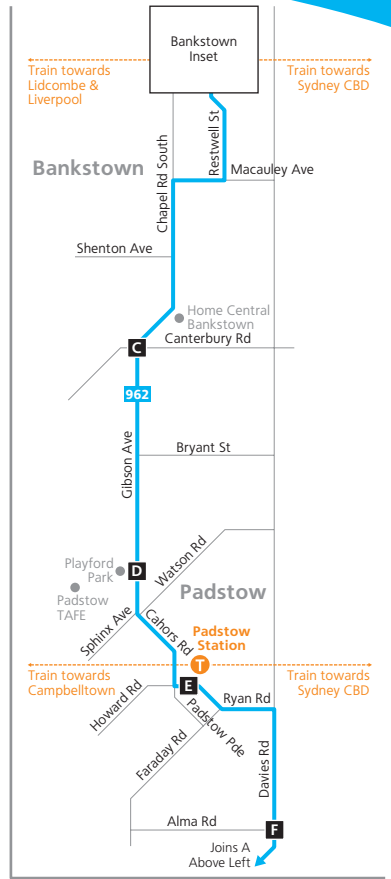 Bankstown
Inset
Train towards
Lidcombe &
Liverpool
Train towards
Sydney CBD
Restwell St
Bankstown
Chapel Rd South
Macauley Ave
Shenton Ave
Home Central
Bankstown
C
Canterbury Rd
962
Gibson Ave
Bryant St
Watson Rd
Playford
Park
D
Padstow
TAFE
Padstow
Sphinx Ave
Cahors Rd
Padstow
Station
T
Train towards
Campbelltown
Train towards
Sydney CBD
E
Howard Rd
Ryan Rd
Padstow Pde
Faraday Rd
Davies Rd
Alma Rd
F
Joins A
Above Left